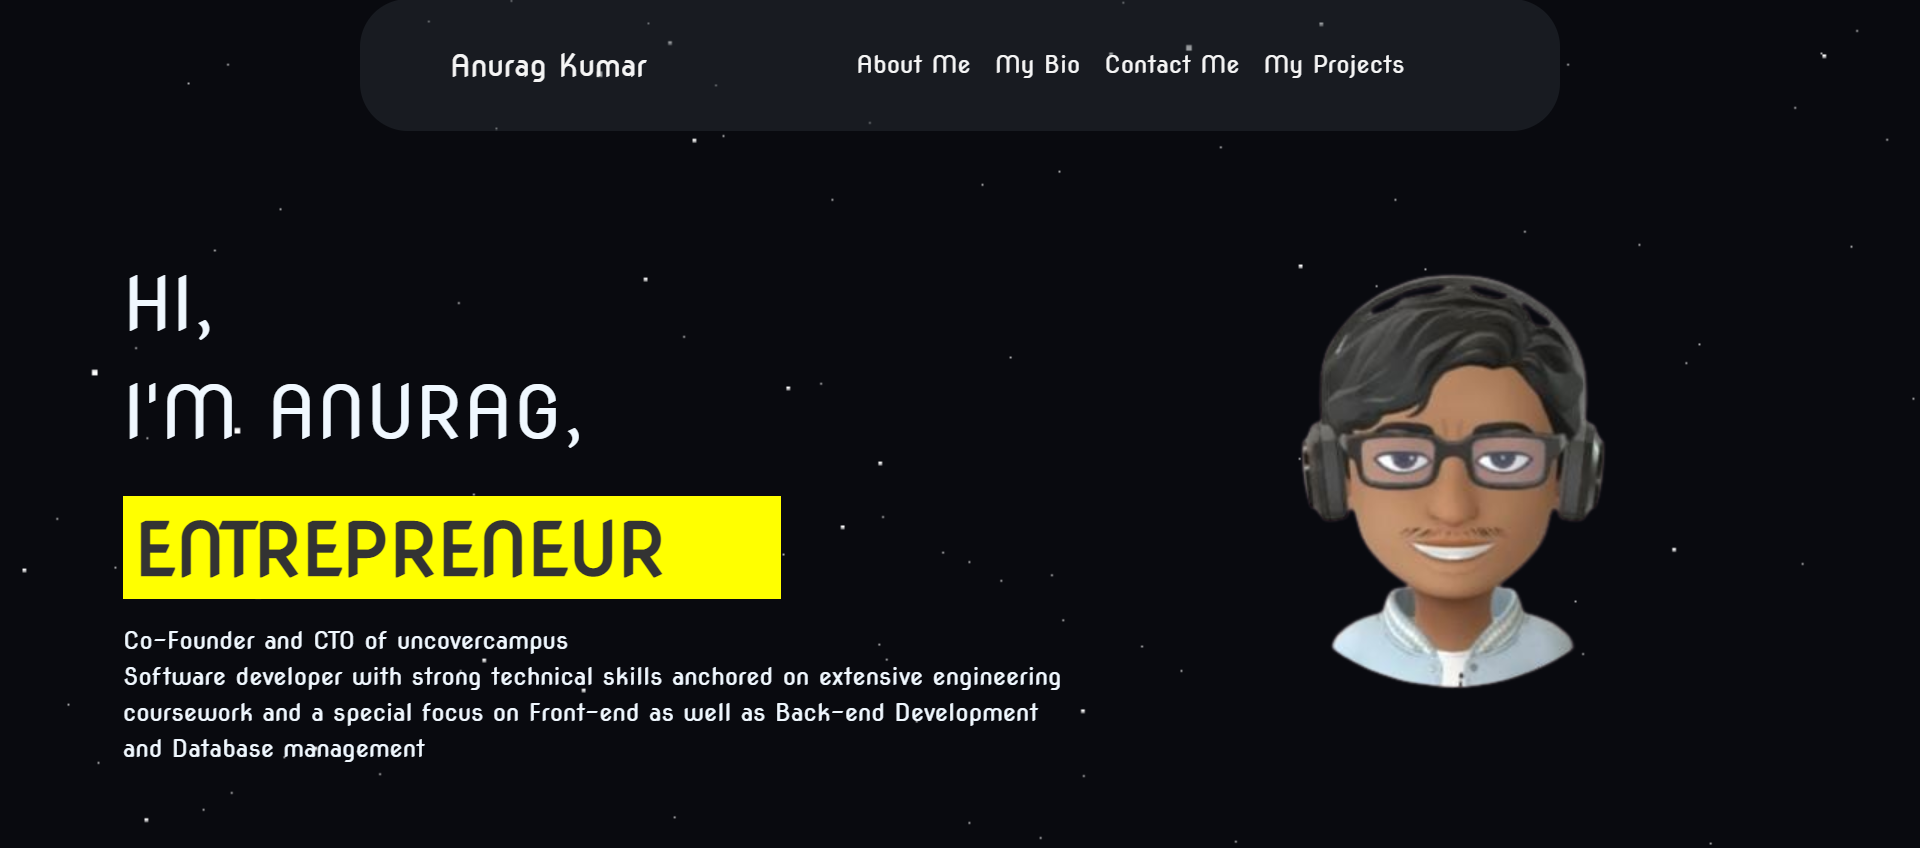 Anurag Kumar
About Me My Bio Contact Me My Projects
HI,
I'M ANURAG,
ENTREPRENEUR
Co-Founder and CTO of uncovercampus
Software developer with strong technical skills anchored on extensive engineering
coursework and a special focus on Front-end as well as Back-end Development
and Database management